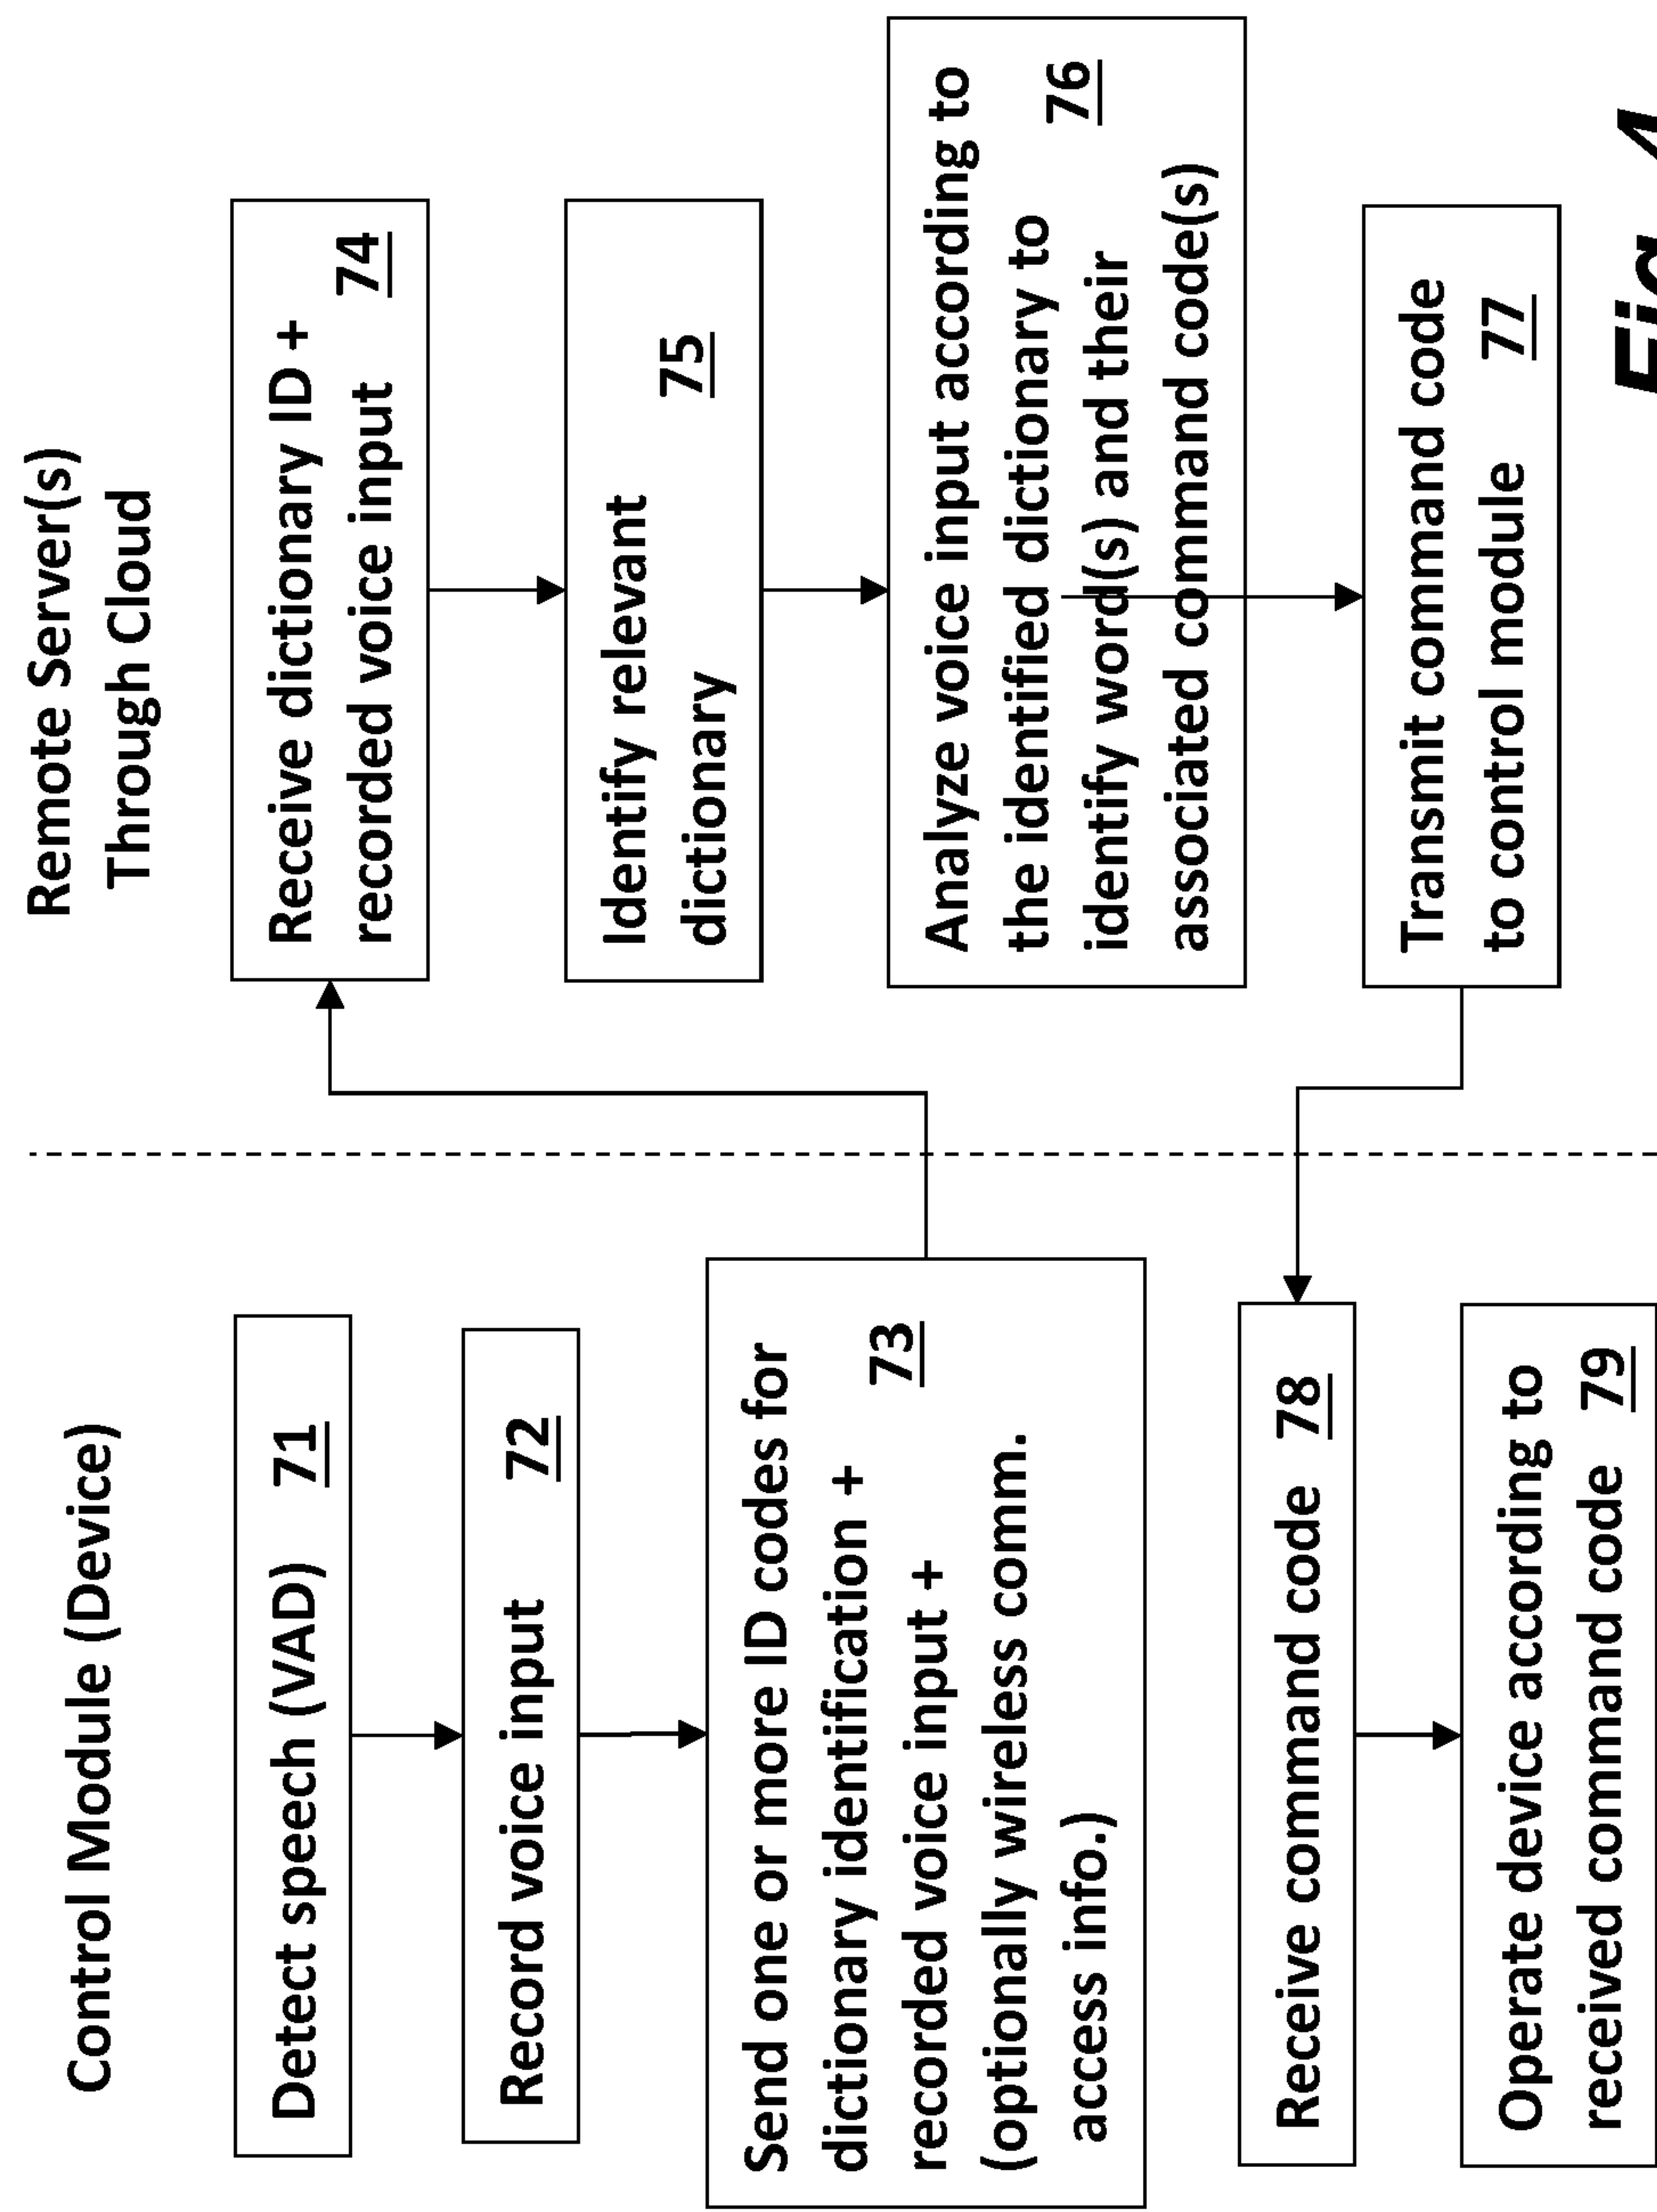 Control Module (Device)
Detect speech (VAD) 71
Record voice input 72
Send one or more ID codes for
dictionary identification +
73
recorded voice input +
(optionally wireless comm.
access info.)
Receive command code 78
Operate device according to
received command code 79
Remote Server(s)
Through Cloud
Receive dictionary ID +
recorded voice input 74
Identify relevant
dictionary 75
Analyze voice input according to
the identified dictionary to
76
identify word(s) and their
associated command code(s)
Transmit command code
to control module 77
Fig. 4